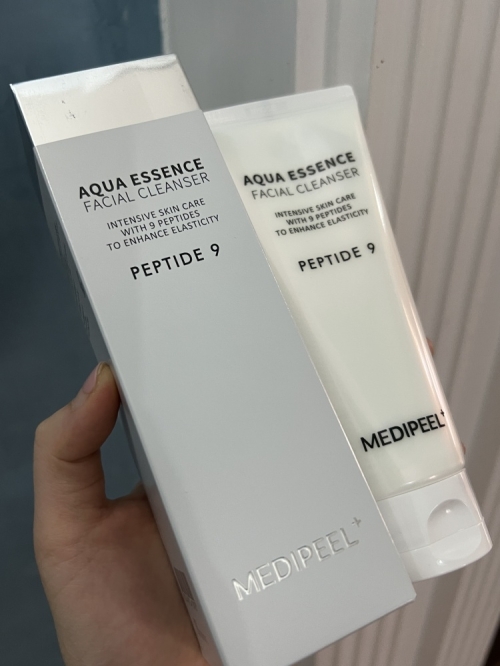 AQUA ESSENCE
FACIAL CLEANSER
INTENSIVE SKIN CARE
WITH 9 PEPTIDES
TO ENHANCE ELASTICITY
PEPTIDE 9
MEDIPEEL+
AQUA ESSENCE
FACIAL CLEANSER
INTENSIVE SKIN CARE
WITH 9 PEPTIDES
TO ENHANCE ELASTICITY
PEPTIDE 9
MEDIPEEL+